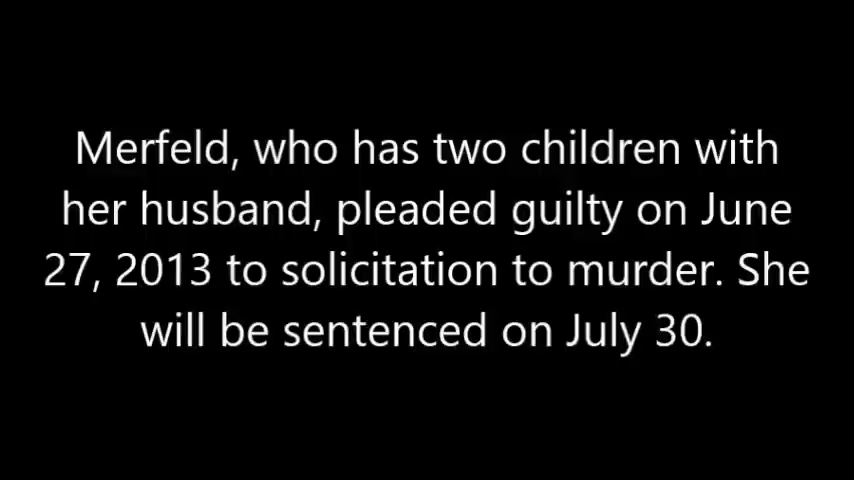 Merfeld, who has two children with
her husband, pleaded guilty on June
27, 2013 to solicitation to murder. She
will be sentenced on July 30.